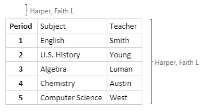 Harper, Faith L
Period Subject Teacher
1 English Smith
2 U.S. History Young
3 Algebra Luman
4 Chemistry Austin
5 Computer Science West
Harper, Faith L